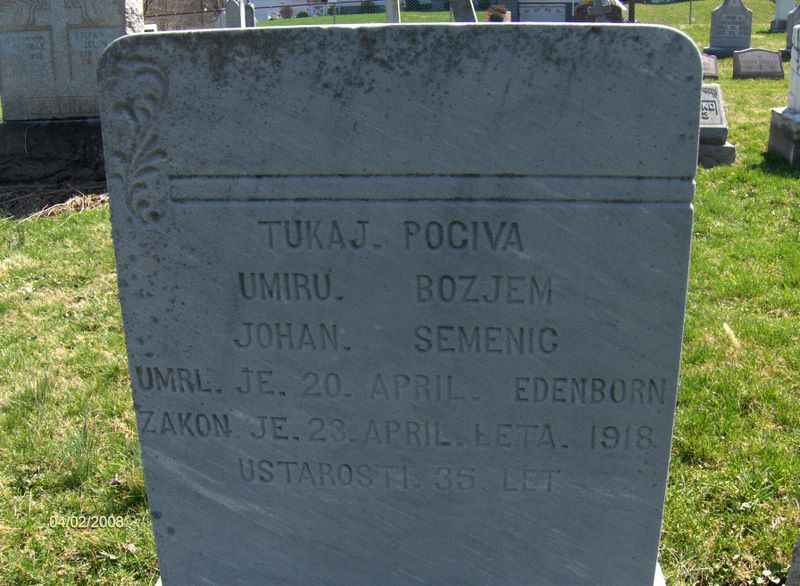 TUKAJ. POCIVA
UMIRU. BOZJEM
JOHAN. SEMENIC
UMRL. JE. 20. APRIL. EDENBORN
ZAKON. JE. 23. APRIL. LETA. 1918.
USTAROSTI. 35 LET
04/02/2008